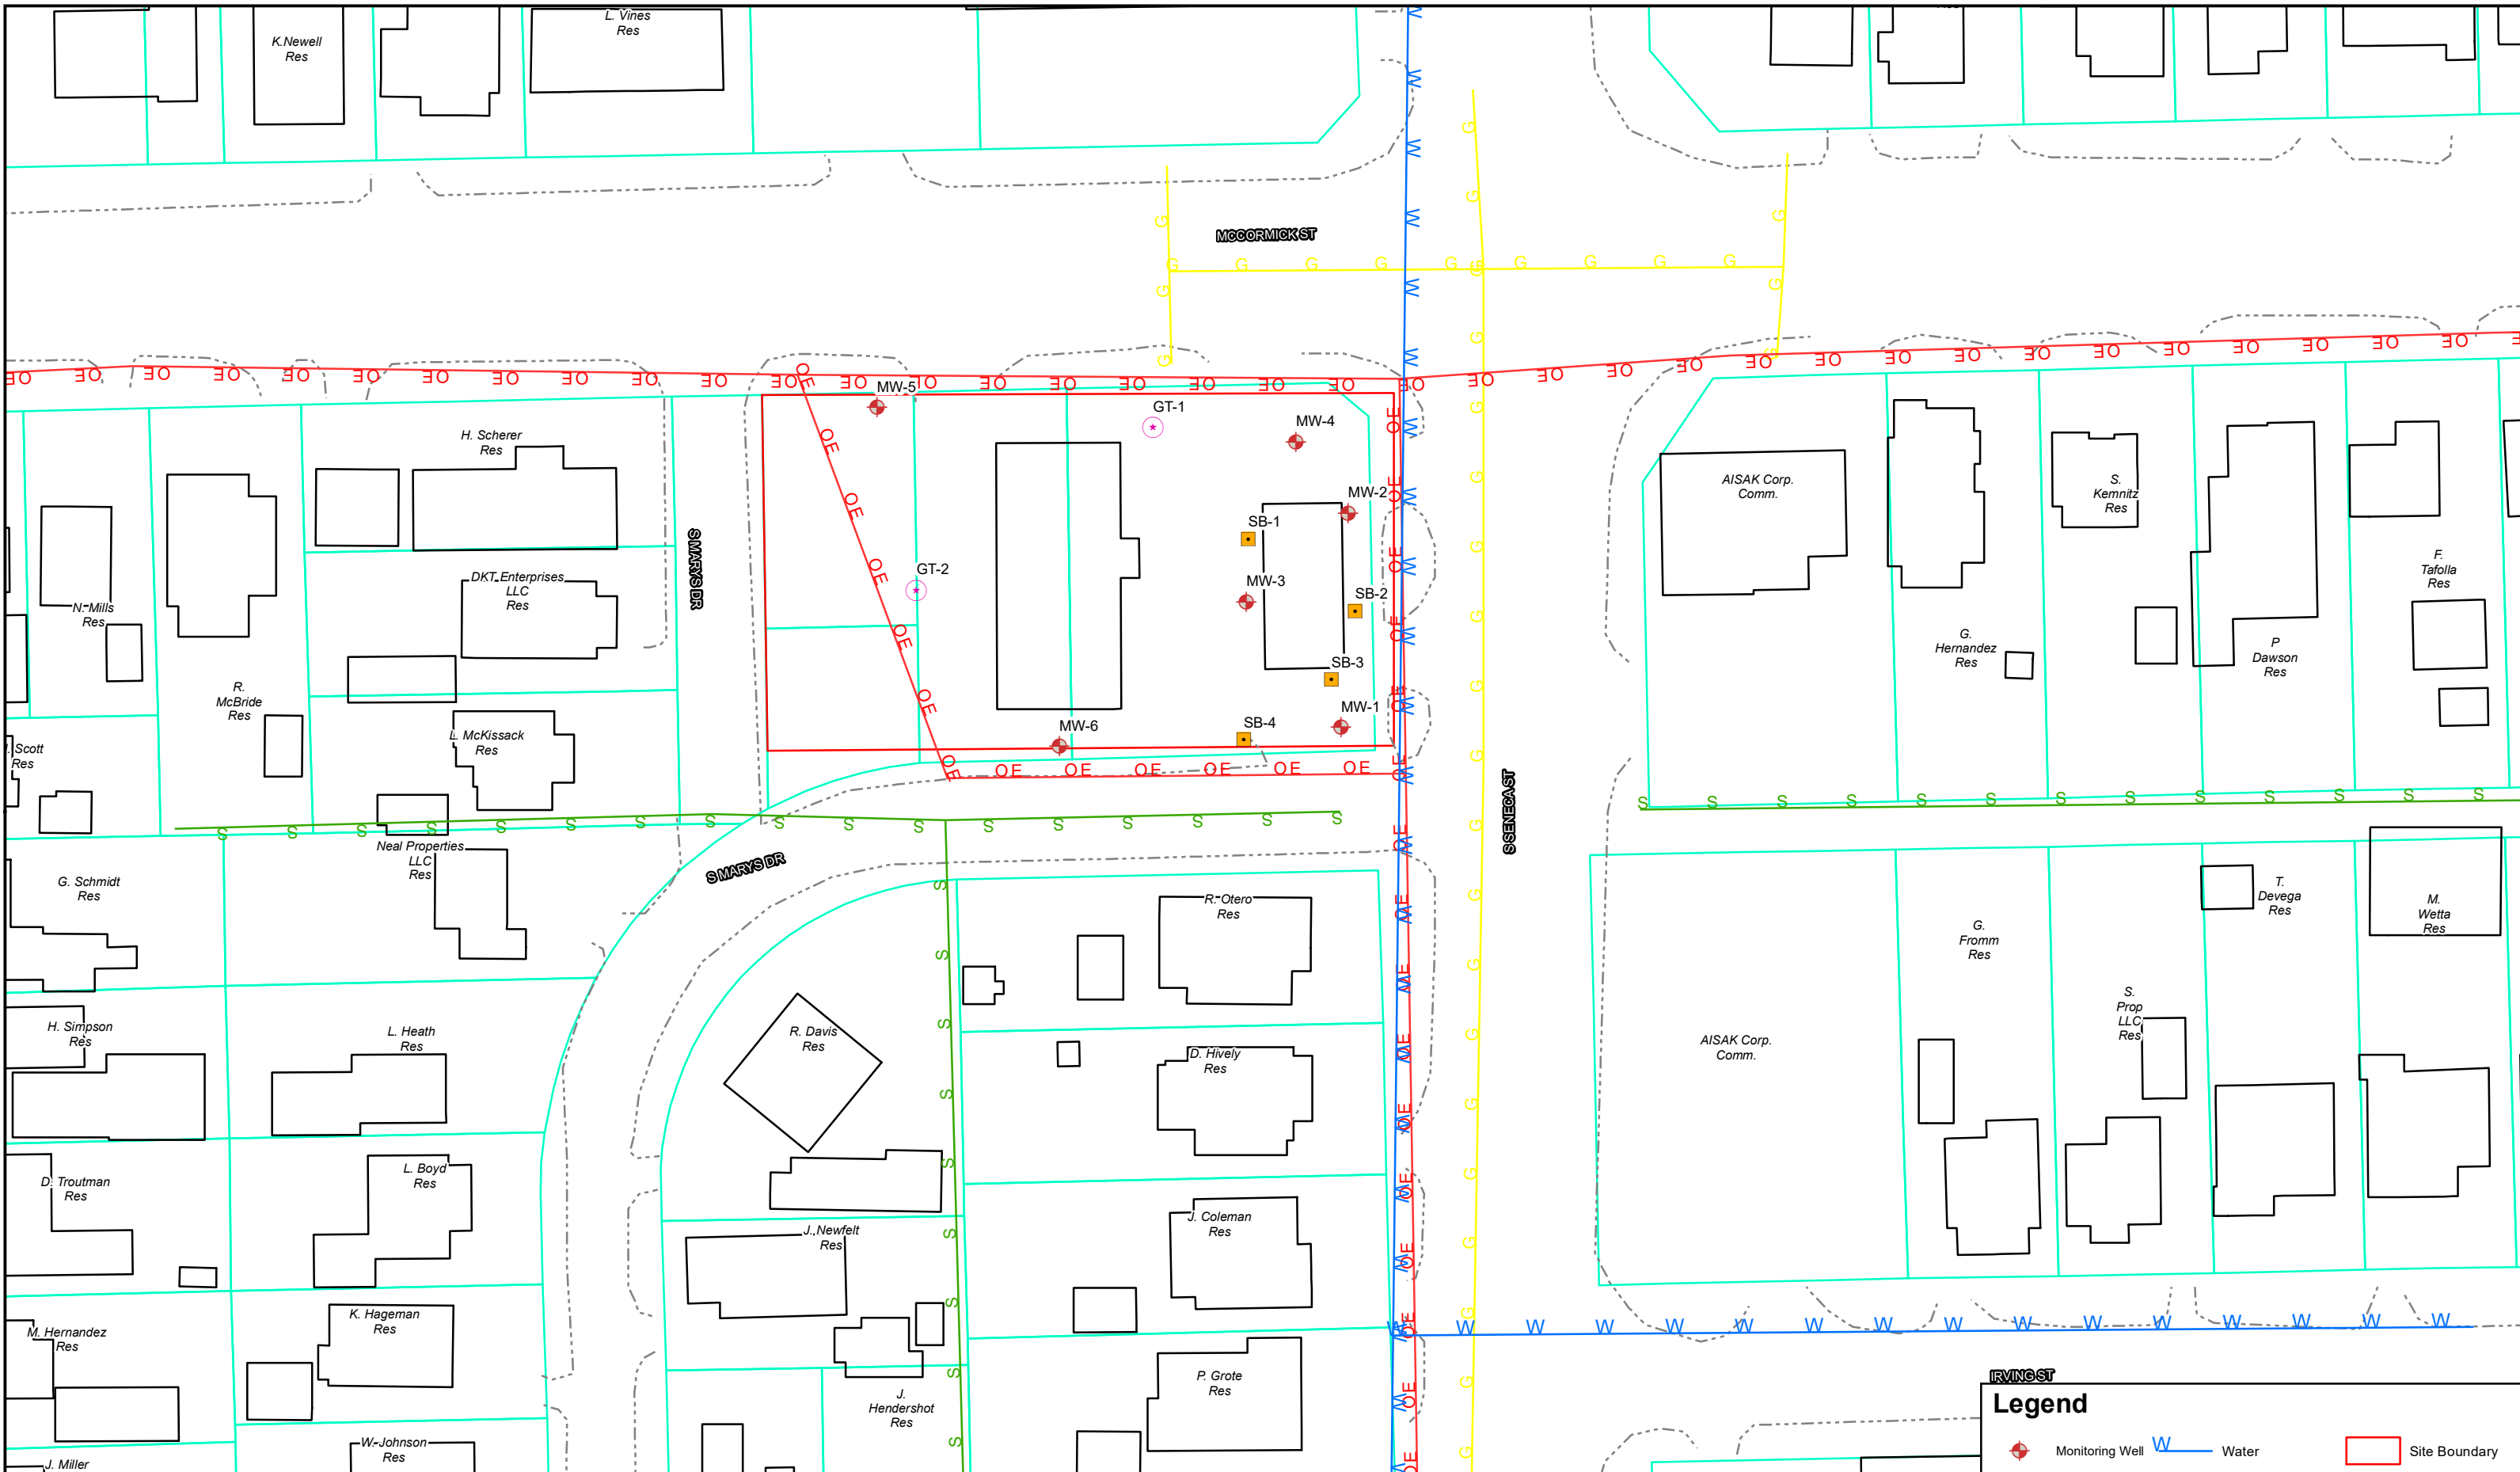 L. Vines
Res
K.Newell
Res
MCCORMICK ST
MW-5
GT-1
MW-4
H. Scherer
Res
AISAK Corp.
Comm.
S.
Kemnitz
Res
MW-2
SB-1
S MARYS DR
GT-2
MW-3
SB-2
DKT Enterprises
LLC
Res
F.
Tafolla
Res
N. Mills
Res
G.
Hernandez
Res
P
Dawson
Res
SB-3
R.
McBride
Res
MW-6
SB-4
MW-1
L. McKissack
Res
Scott
Res
S SENECA ST
Neal Properties
LLC
Res
S MARYS DR
G. Schmidt
Res
R. Otero
Res
T.
Devega
Res
M.
Wetta
Res
G.
Fromm
Res
H. Simpson
Res
L. Heath
Res
R. Davis
Res
D. Hively
Res
AISAK Corp.
Comm.
S.
Prop
LLC
Res
D. Troutman
Res
L. Boyd
Res
J. Newfelt
Res
J. Coleman
Res
M. Hernandez
Res
K. Hageman
Res
P. Grote
Res
J.
Hendershot
Res
IRVING ST
W. Johnson
Res
J. Miller
Legend
Monitoring Well
W
Water
Site Boundary